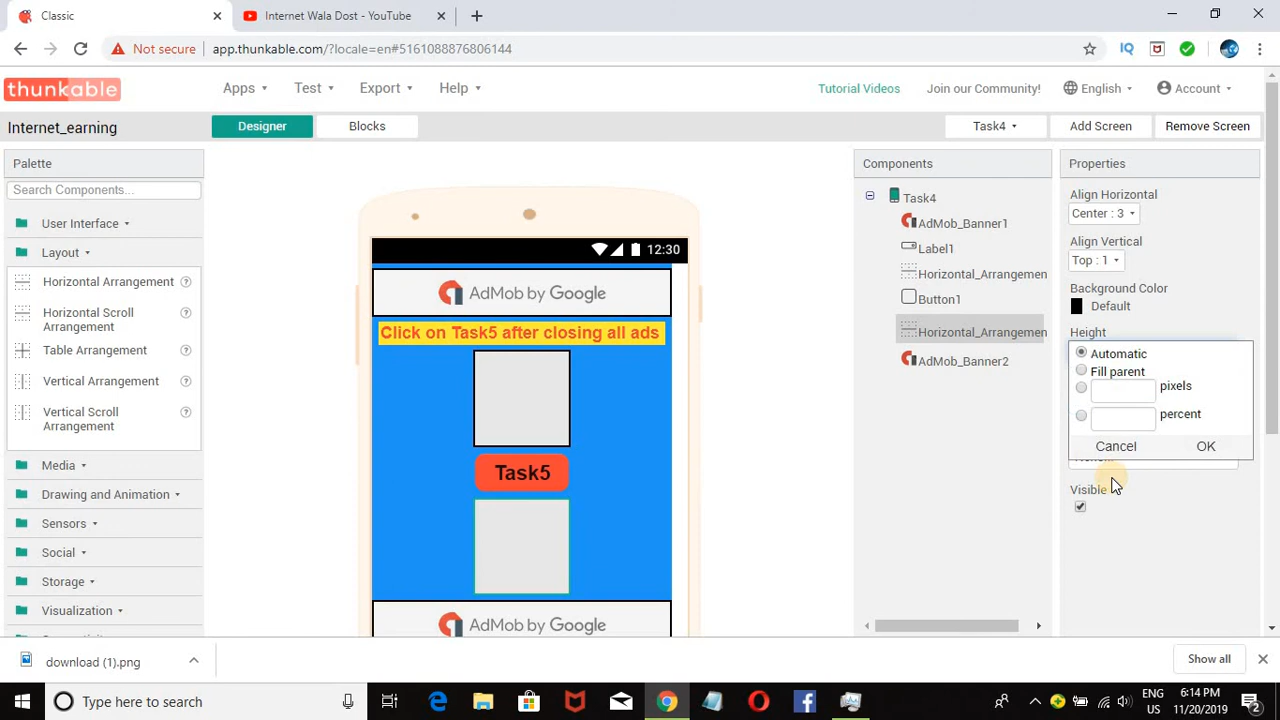 Classic
Internet Wala Dost - YouTube
Not secure
app.thunkable.com/?locale=en#5161088876806144
thunkable
Apps
Test
Export
Help
Tutorial Videos
Join our Community!
English
Account
Internet_earning
Designer
Blocks
Task4
Add Screen
Remove Screen
Palette
Search Components...
User Interface
Layout
Horizontal Arrangement
Horizontal Scroll
Arrangement
Table Arrangement
Vertical Arrangement
Vertical Scroll
Arrangement
Media
Drawing and Animation
Sensors
Social
Storage
Visualization
12:30
AdMob by Google
Click on Task5 after closing all ads
Task5
AdMob by Google
Components
Task4
AdMob_Banner1
Label1
Horizontal_Arrangemen
Button1
Horizontal_Arrangemen
AdMob_Banner2
Properties
Align Horizontal
Center : 3
Align Vertical
Top : 1
Background Color
Default
Height
Automatic
Fill parent
pixels
percent
Cancel
OK
Visible
download (1).png
Show all
Type here to search
ENG
US
6:14 PM
11/20/2019
2